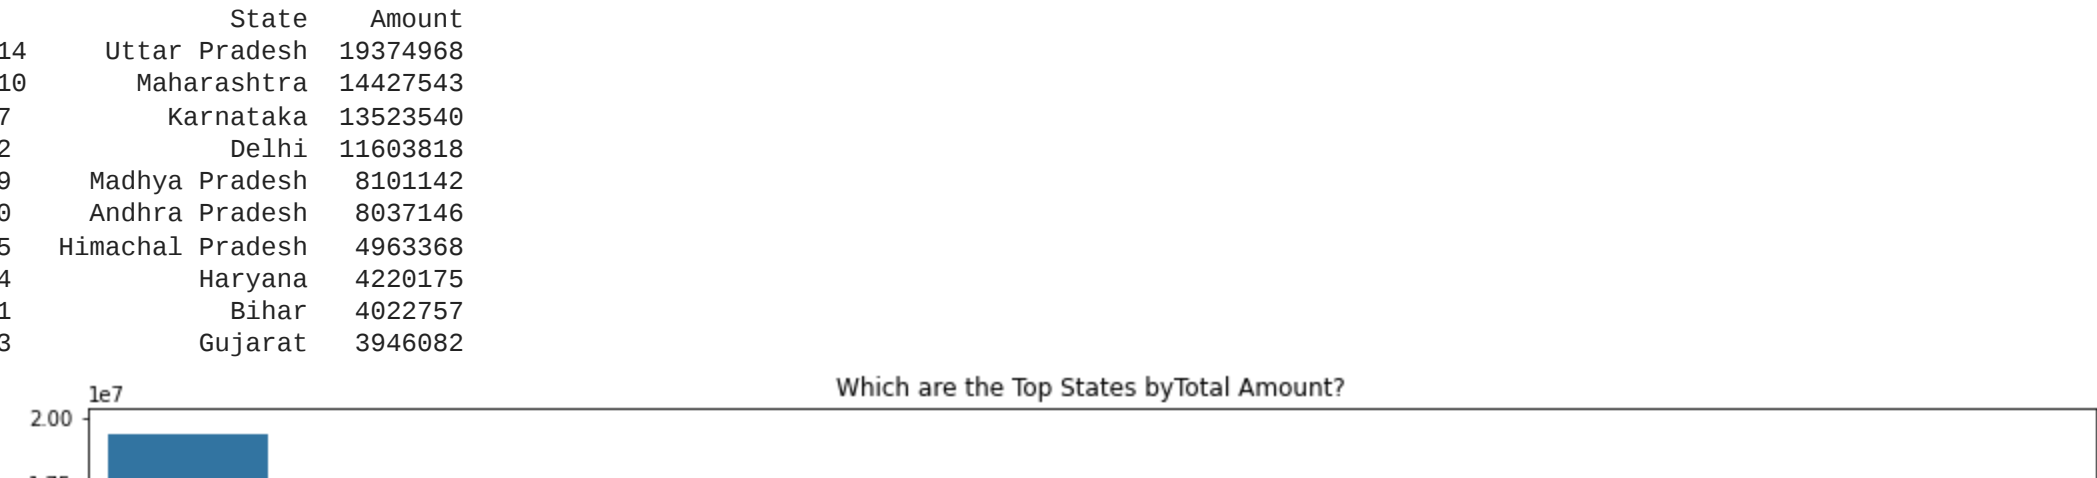 State Amount
14 Uttar Pradesh 19374968
10 Maharashtra 14427543
7 Karnataka 13523540
2 Delhi 11603818
9 Madhya Pradesh 8101142
0 Andhra Pradesh 8037146
5 Himachal Pradesh 4963368
4 Haryana 4220175
1 Bihar 4022757
3 Gujarat 3946082
Which are the Top States byTotal Amount?
1e7
2.00